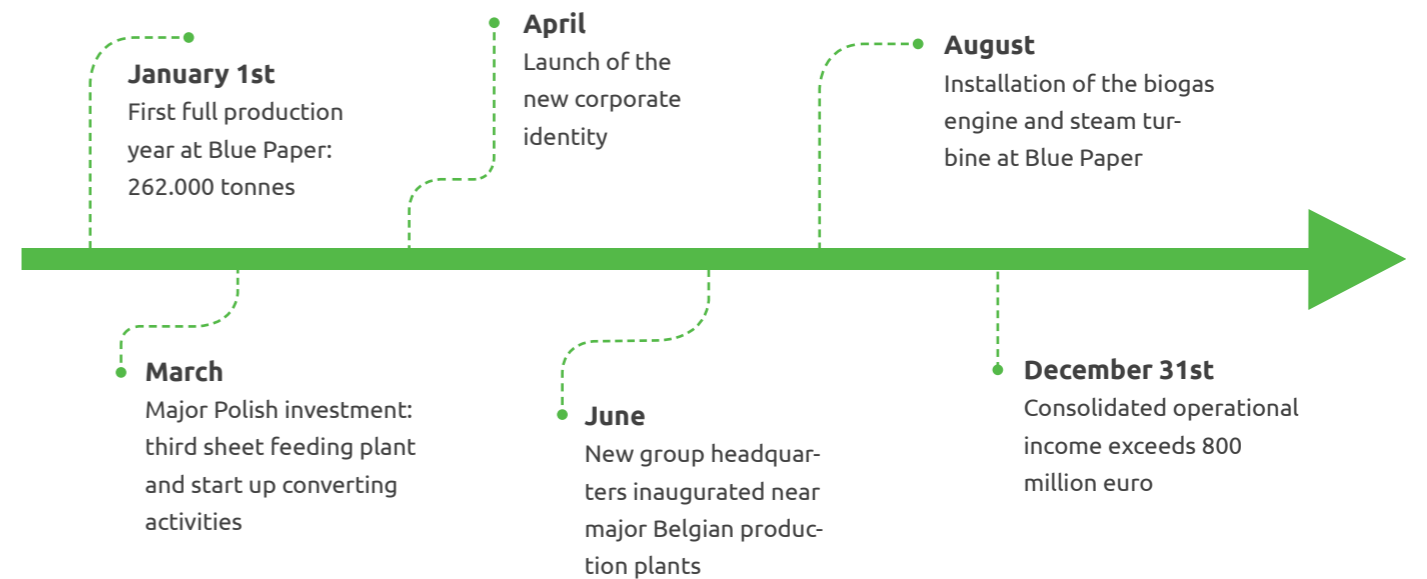 January 1st
First full production
year at Blue Paper:
262.000 tonnes
April
Launch of the
new corporate
identity
August
Installation of the biogas
engine and steam tur-
bine at Blue Paper
March
Major Polish investment:
third sheet feeding plant
and start up converting
activities
June
New group headquar-
ters inaugurated near
major Belgian produc-
tion plants
December 31st
Consolidated operational
income exceeds 800
million euro